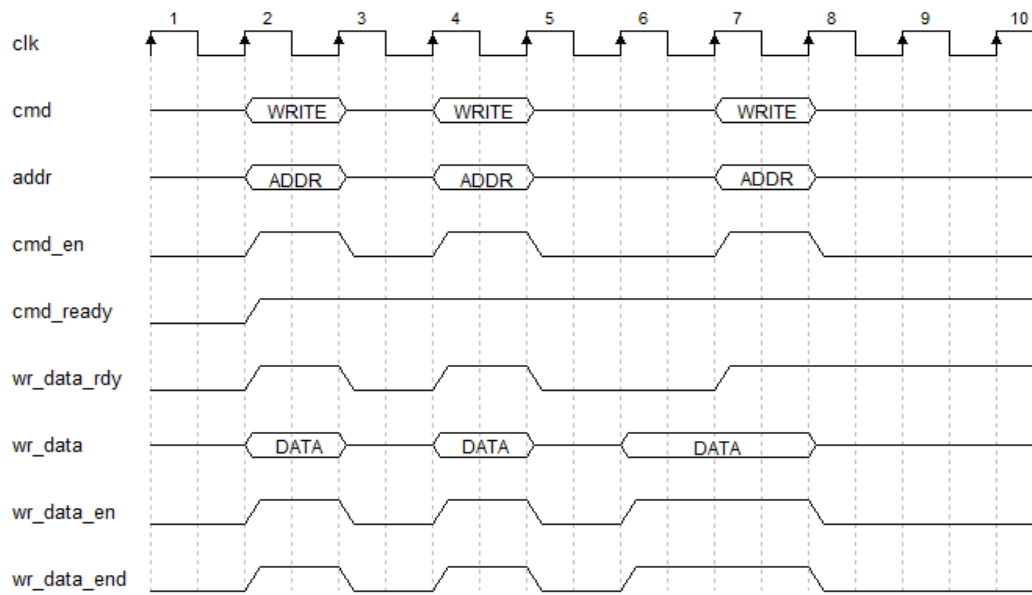 1 2 3 4 5 6 7 8 9 10
clk
cmd WRITE WRITE WRITE
addr ADDR ADDR ADDR
cmd_en
cmd_ready
wr_data_rdy
wr_data DATA DATA DATA
wr_data_en
wr_data_end